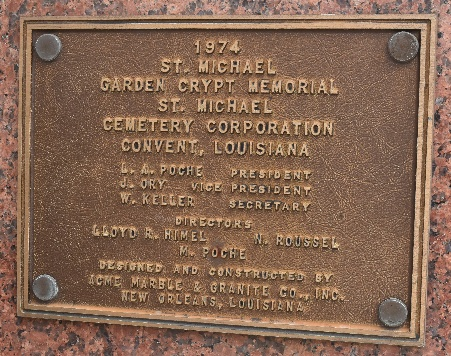 1974
ST. MICHAEL
GARDEN CRYPT MEMORIAL
ST. MICHAEL
CEMETERY CORPORATION
CONVENT, LOUISIANA
L. A. POCHE PRESIDENT
J. ORY VICE PRESIDENT
W. KELLER SECRETARY
DIRECTORS
LLOYD R. HIMEL N. ROUSSEL
M. POCHE
DESIGNED AND CONSTRUCTED BY
ACME MARBLE & GRANITE CO., INC.
NEW ORLEANS, LOUISIANA